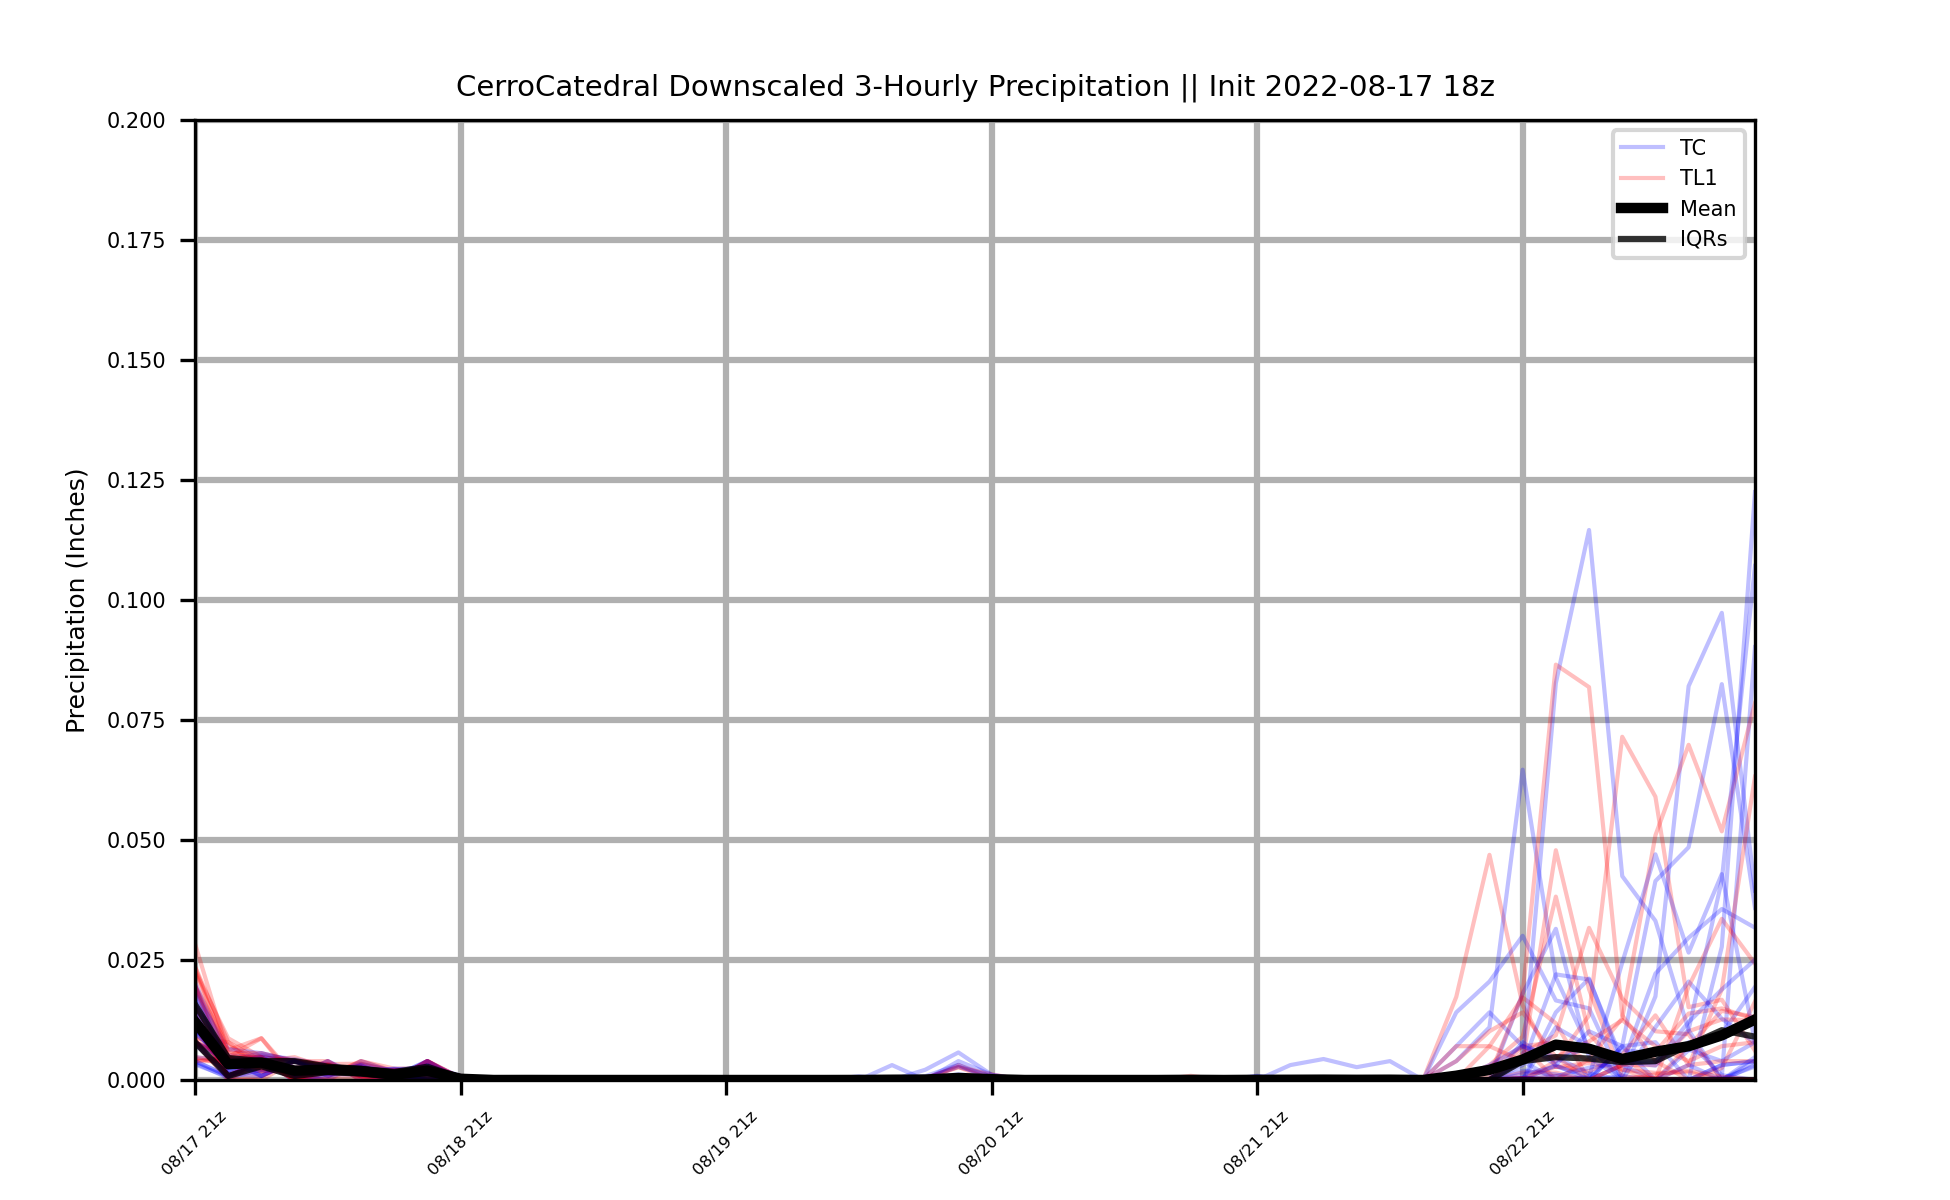 CerroCatedral Downscaled 3-Hourly Precipitation || Init 2022-08-17 18z
Precipitation (Inches)
0.200
0.175
0.150
0.125
0.100
0.075
0.050
0.025
0.000
TC
TL1
Mean
IQRs
08/17 21z
08/18 21z
08/19 21z
08/20 21z
08/21 21z
08/22 21z